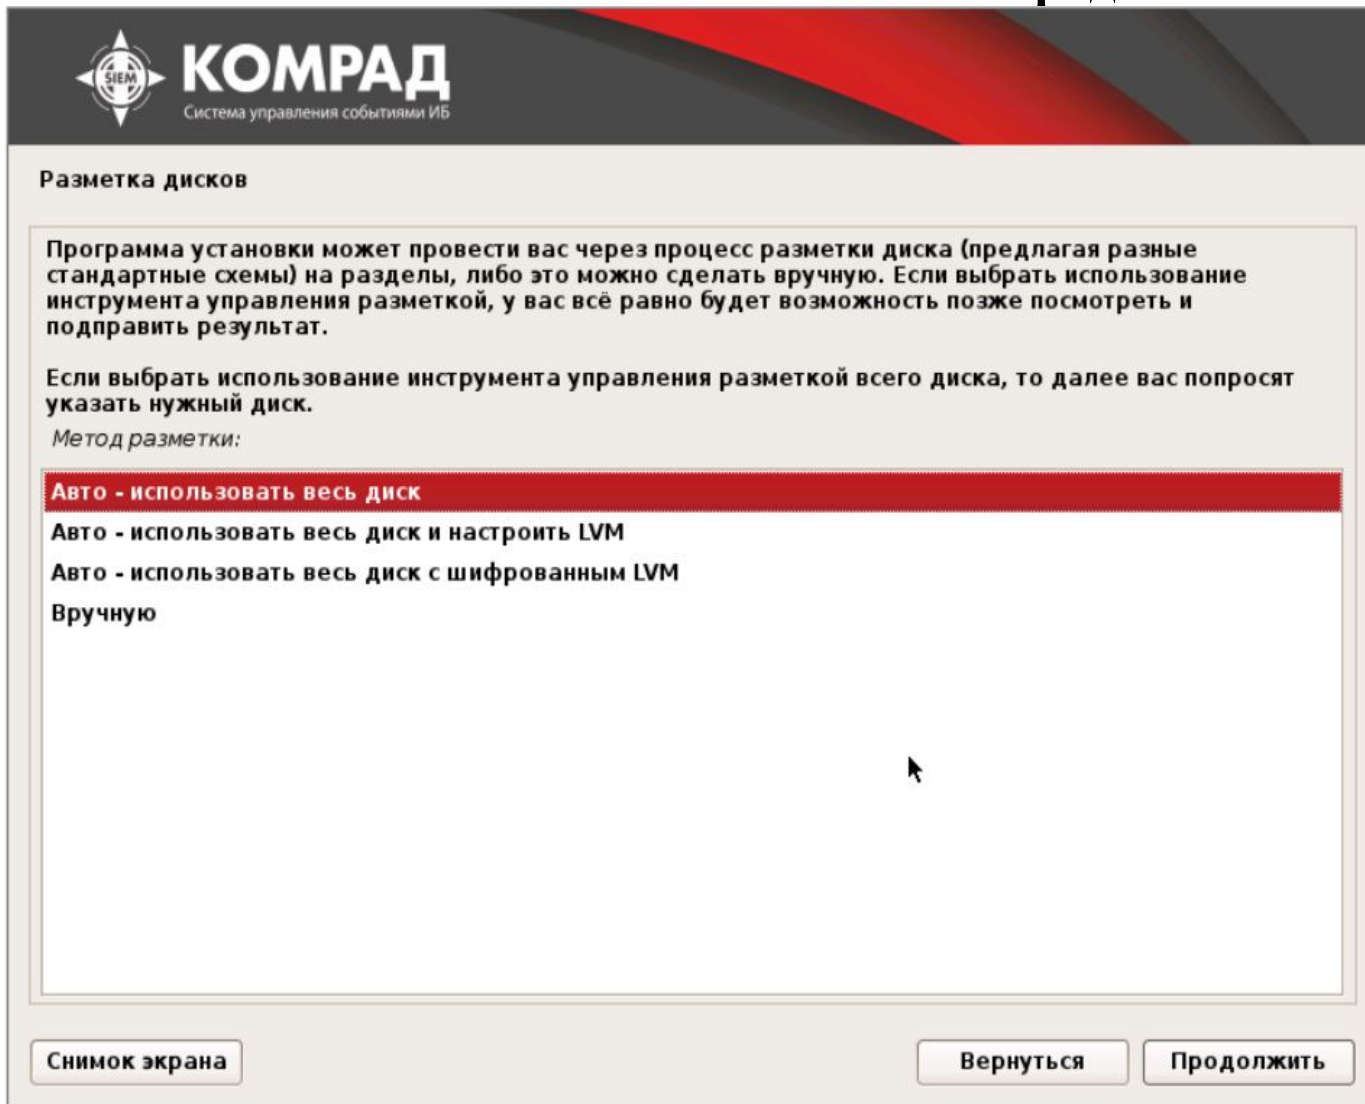 SIEM
КОМРАД
Система управления событиями ИБ
Разметка дисков
Программа установки может провести вас через процесс разметки диска (предлагая разные
стандартные схемы) на разделы, либо это можно сделать вручную. Если выбрать использование
инструмента управления разметкой, у вас всё равно будет возможность позже посмотреть и
подправить результат.
Если выбрать использование инструмента управления разметкой всего диска, то далее вас попросят
указать нужный диск.
Метод разметки:
Авто - использовать весь диск
Авто - использовать весь диск и настроить LVM
Авто - использовать весь диск с шифрованным LVM
Вручную
Снимок экрана
Вернуться
Продолжить